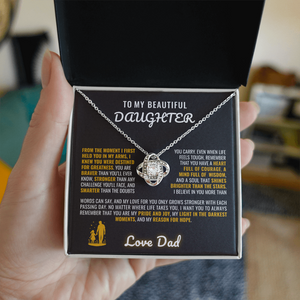 TO MY BEAUTIFUL
DAUGHTER
FROM THE MOMENT I FIRST
HELD YOU IN MY ARMS, I
KNEW YOU WERE DESTINED
FOR GREATNESS. YOU ARE
BRAVER THAN YOU'LL EVER
KNOW, STRONGER THAN ANY
CHALLENGE YOU'LL FACE, AND
SMARTER THAN THE DOUBTS
YOU CARRY. EVEN WHEN LIFE
FEELS TOUGH, REMEMBER
THAT YOU HAVE A HEART
FULL OF COURAGE, A
MIND FULL OF WISDOM,
AND A SOUL THAT SHINES
BRIGHTER THAN THE STARS.
I BELIEVE IN YOU MORE THAN
WORDS CAN SAY, AND MY LOVE FOR YOU ONLY GROWS STRONGER WITH EACH
PASSING DAY. NO MATTER WHERE LIFE TAKES YOU, I WANT YOU TO ALWAYS
REMEMBER THAT YOU ARE MY PRIDE AND JOY, MY LIGHT IN THE DARKEST
MOMENTS, AND MY REASON FOR HOPE.
Love Dad